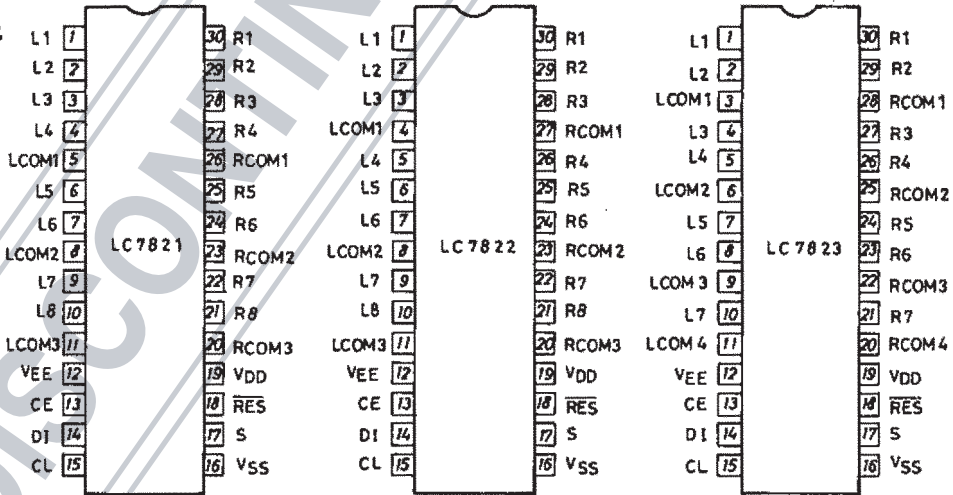 L1 1 30 R1 L1 1 30 R1 L1 1 30 R1
L2 2 29 R2 L2 2 29 R2 L2 2 29 R2
L3 3 28 R3 L3 3 28 R3 LCOM1 3 28 RCOM1
L4 4 27 R4 LCOM1 4 27 RCOM1 L3 4 27 R3
LCOM1 5 26 RCOM1 L4 5 26 R4 L4 5 26 R4
L5 6 25 R5 L5 6 25 R5 LCOM2 6 25 RCOM2
L6 7 24 R6 L6 7 24 R6 L5 7 24 R5
LCOM2 8 LC7821 23 RCOM2 LCOM2 8 LC7822 23 RCOM2 L6 8 LC7823 23 R6
L7 9 22 R7 L7 9 22 R7 LCOM3 9 22 RCOM3
L8 10 21 R8 L8 10 21 R8 L7 10 21 R7
LCOM3 11 20 RCOM3 LCOM3 11 20 RCOM3 LCOM4 11 20 RCOM4
VEE 12 19 VDD VEE 12 19 VDD VEE 12 19 VDD
CE 13 18 RES CE 13 18 RES CE 13 18 RES
DI 14 17 S DI 14 17 S DI 14 17 S
CL 15 16 VSS CL 15 16 VSS CL 15 16 VSS
DISCONTIN